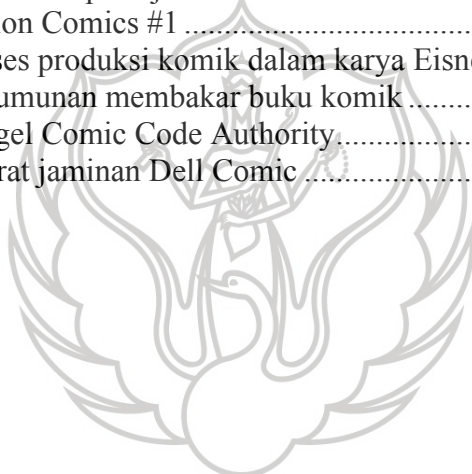 ion Comics #1 ........................................
ses produksi komik dalam karya Eisne
umunan membakar buku komik .........
gel Comic Code Authority..................
rat jaminan Dell Comic ......................